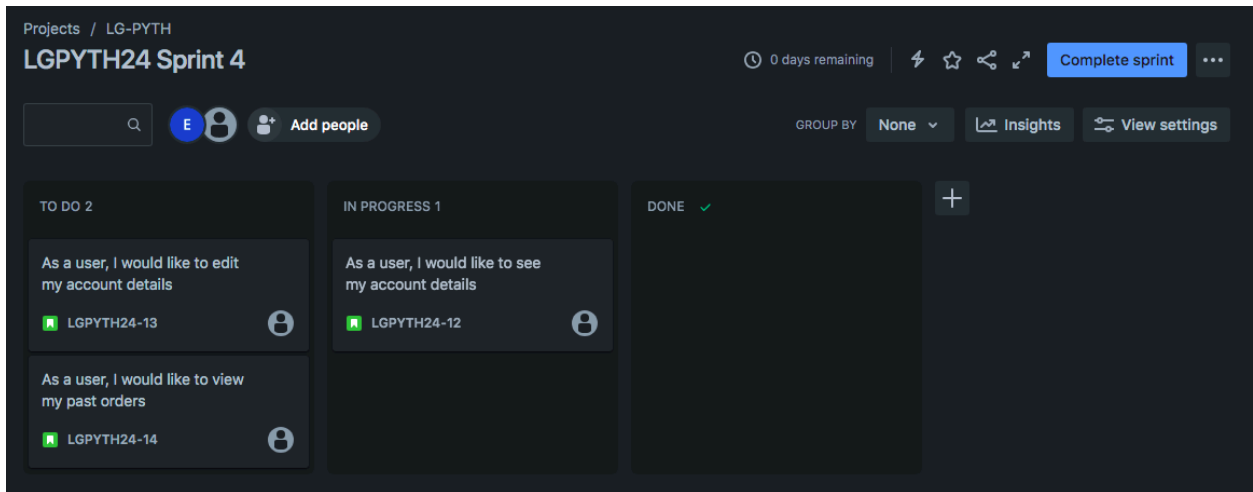 Projects / LG-PYTH
LGPYTH24 Sprint 4
0 days remaining
Complete sprint
E
Add people
GROUP BY
None
Insights
View settings
TO DO 2
As a user, I would like to edit
my account details
LGPYTH24-13
As a user, I would like to view
my past orders
LGPYTH24-14
IN PROGRESS 1
As a user, I would like to see
my account details
LGPYTH24-12
DONE